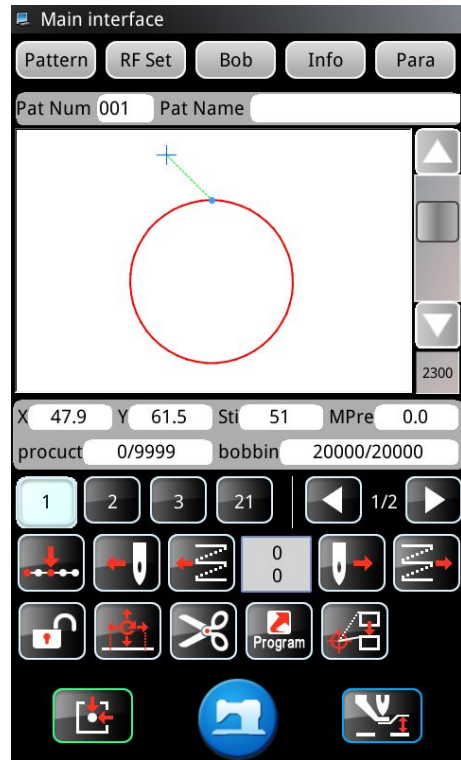 Main interface
Pattern RF Set Bob Info Para
Pat Num 001 Pat Name
2300
X 47.9 Y 61.5 Sti 51 MPre 0.0
procuct 0/9999 bobbin 20000/20000
1 2 3 21 1/2
0
0
Program